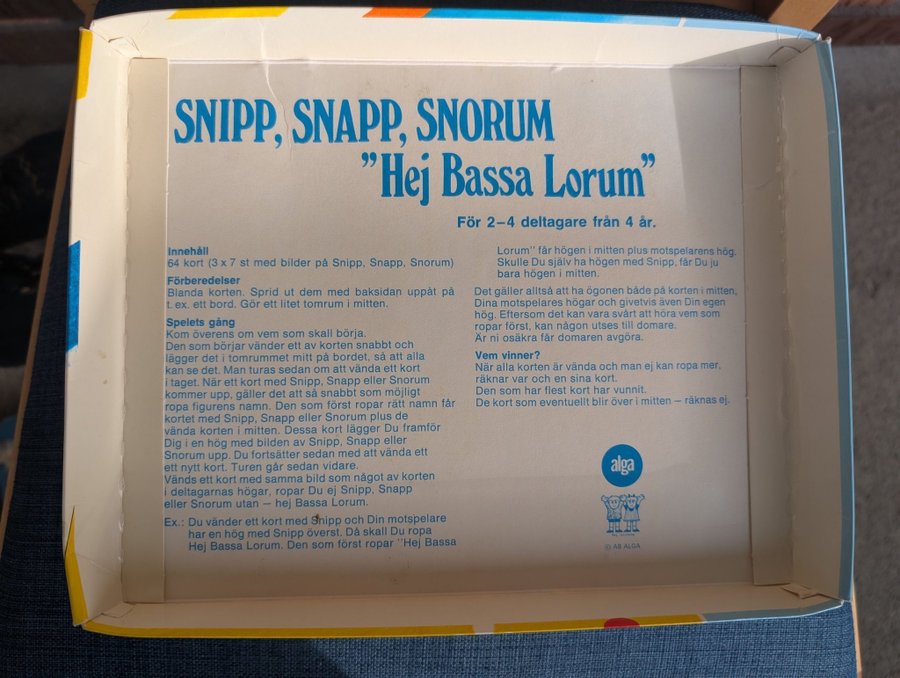 SNIPP, SNAPP, SNORUM
"Hej Bassa Lorum"
För 2–4 deltagare från 4 år.
Innehåll
64 kort (3 x 7 st med bilder på Snipp, Snapp, Snorum)
Förberedelser
Blanda korten. Sprid ut dem med baksidan uppåt på
t. ex. ett bord. Gör ett litet tomrum i mitten.
Spelets gång
Kom överens om vem som skall börja.
Den som börjar vänder ett av korten snabbt och
lägger det i tomrummet mitt på bordet, så att alla
kan se det. Man turas sedan om att vända ett kort
i taget. När ett kort med Snipp, Snapp eller Snorum
kommer upp, gäller det att så snabbt som möjligt
ropa figurens namn. Den som först ropar rätt namn får
kortet med Snipp, Snapp eller Snorum plus de
vända korten i mitten. Dessa kort lägger Du framför
Dig i en hög med bilden av Snipp, Snapp eller
Snorum upp. Du fortsätter sedan med att vända ett
ett nytt kort. Turen går sedan vidare.
Vänds ett kort med samma bild som något av korten
i deltagarnas högar, ropar Du ej Snipp, Snapp
eller Snorum utan – hej Bassa Lorum.
Ex.: Du vänder ett kort med Snipp och Din motspelare
har en hög med Snipp överst. Då skall Du ropa
Hej Bassa Lorum. Den som först ropar "Hej Bassa
Lorum" får högen i mitten plus motspelarens hög.
Skulle Du själv ha högen med Snipp, får Du ju
bara högen i mitten.
Det gäller alltså att ha ögonen både på korten i mitten,
Dina motspelares högar och givetvis även Din egen
hög. Eftersom det kan vara svårt att höra vem som
ropar först, kan någon utses till domare.
Är ni osäkra får domaren avgöra.
Vem vinner?
När alla korten är vända och man ej kan ropa mer,
räknar var och en sina kort.
Den som har flest kort har vunnit.
De kort som eventuellt blir över i mitten – räknas ej.
alga
© AB ALGA